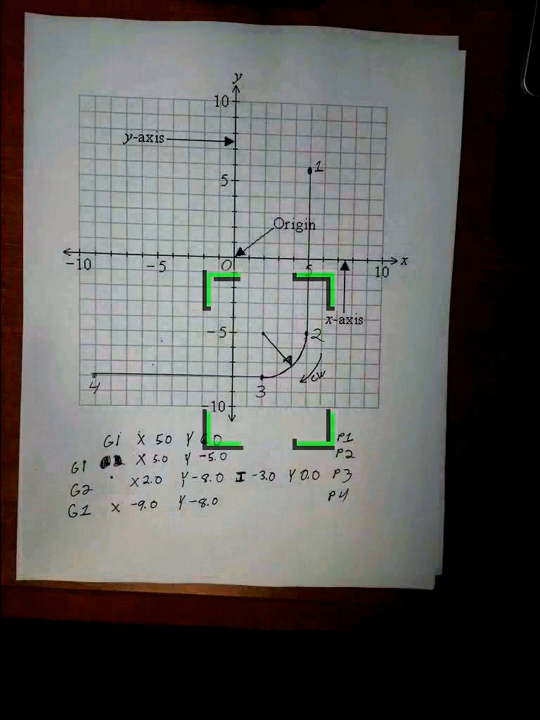 y
10
y-axis
1
5
Origin
-10 -5 0 5 10 x
x-axis
-5 2
CW
4 3
-10
G1 X 5.0 Y 6.0 P1
G1 X 5.0 Y -5.0 P2
G2 X 2.0 Y -8.0 I -3.0 Y 0.0 P3
G1 X -9.0 Y -8.0 P4